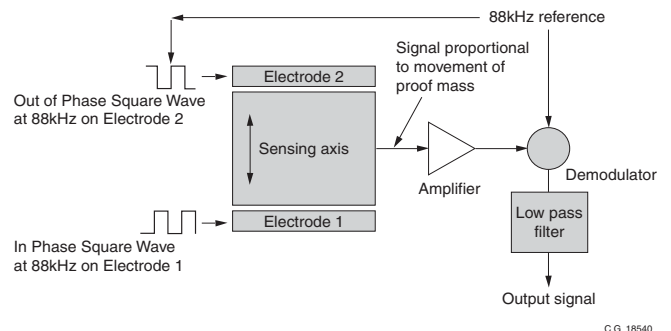 88kHz reference
Signal proportional
to movement of
proof mass
Electrode 2
Out of Phase Square Wave
at 88kHz on Electrode 2
Sensing axis
Amplifier
Demodulator
Electrode 1
Low pass
filter
In Phase Square Wave
at 88kHz on Electrode 1
Output signal
C.G. 18540